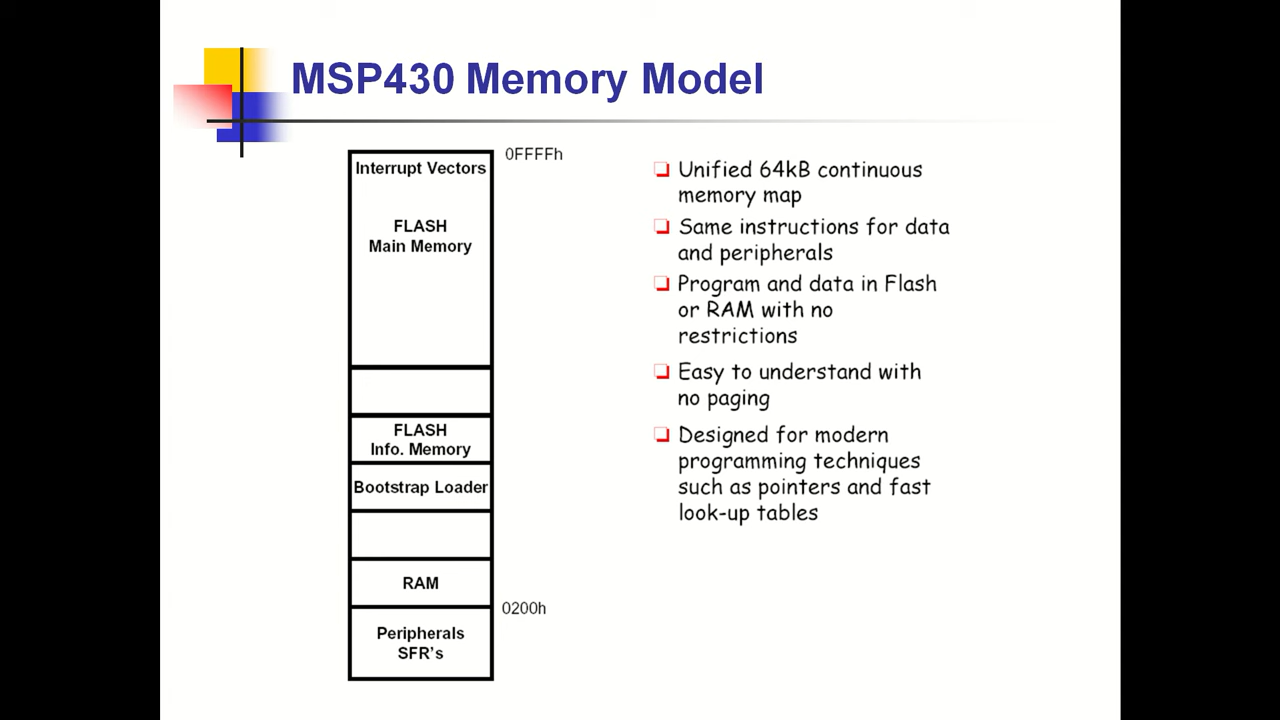 MSP430 Memory Model
Interrupt Vectors
0FFFFh
FLASH
Main Memory
FLASH
Info. Memory
Bootstrap Loader
RAM
0200h
Peripherals
SFR's
Unified 64kB continuous
memory map
Same instructions for data
and peripherals
Program and data in Flash
or RAM with no
restrictions
Easy to understand with
no paging
Designed for modern
programming techniques
such as pointers and fast
look-up tables